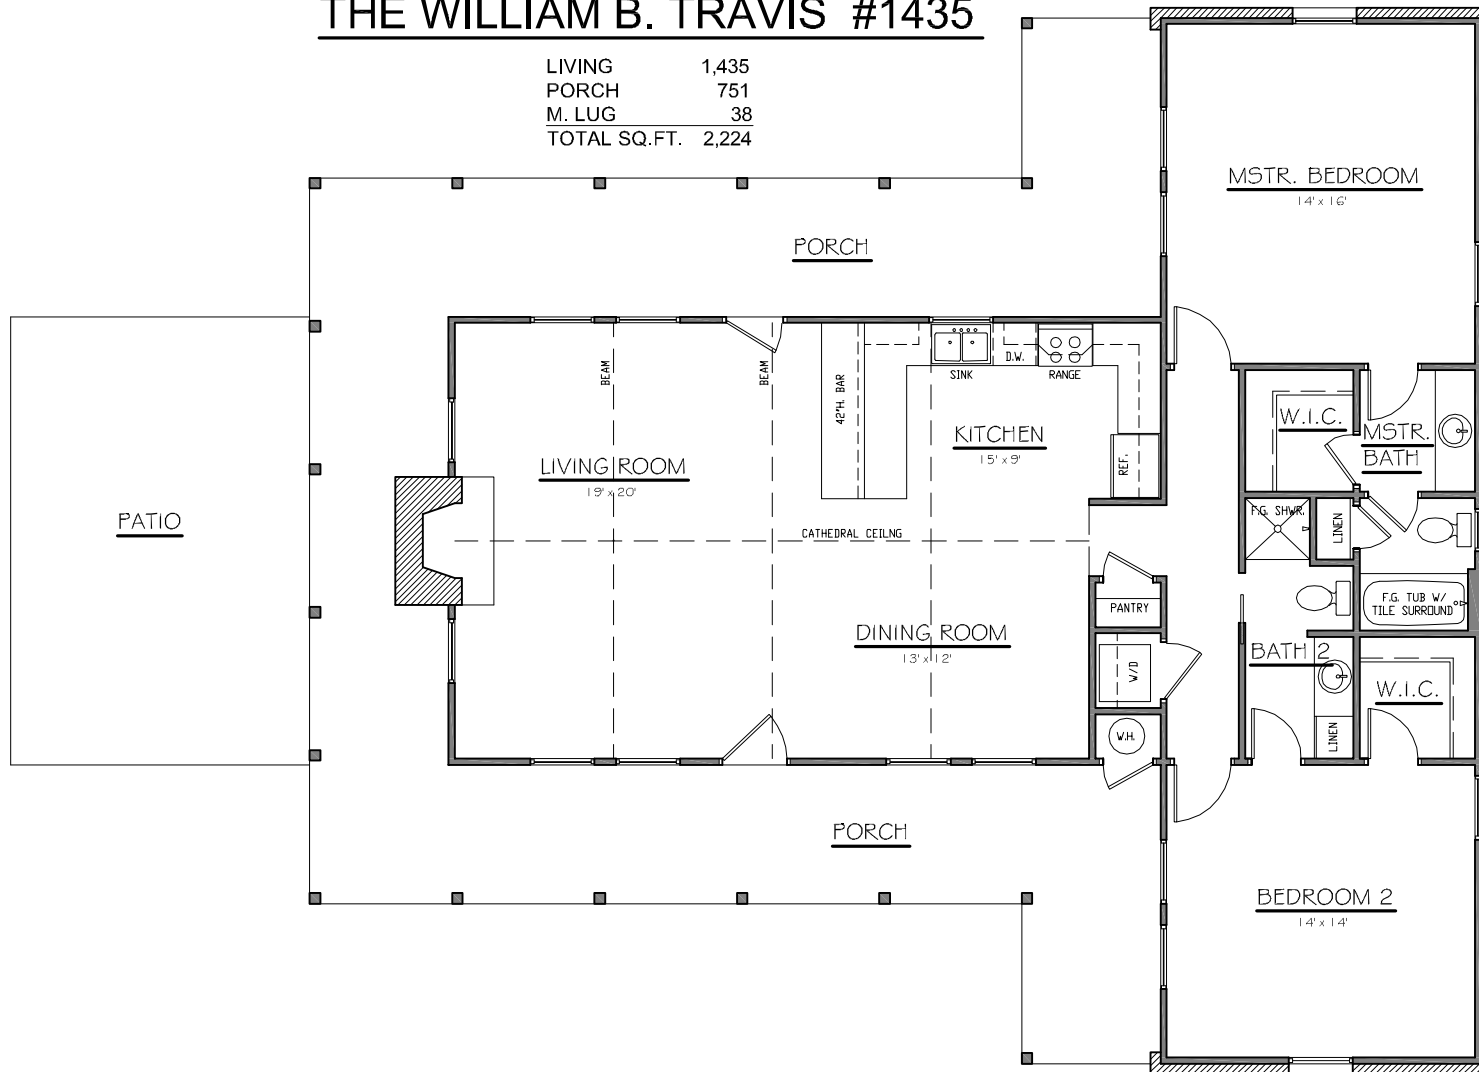 THE WILLIAM B. TRAVIS #1435
LIVING 1,435
PORCH 751
M. LUG 38
TOTAL SQ.FT. 2,224
MSTR. BEDROOM
14' x 16'
PORCH
BEAM
BEAM
42"H. BAR
SINK
D.W.
RANGE
KITCHEN
15' x 9'
REF.
W.I.C.
MSTR.
BATH
LIVING ROOM
19' x 20'
PATIO
CATHEDRAL CEILNG
F.G. SHWR.
LINEN
PANTRY
F.G. TUB W/
TILE SURROUND
DINING ROOM
13' x 12'
W/D
BATH 2
W.I.C.
W.H.
LINEN
PORCH
BEDROOM 2
14' x 14'